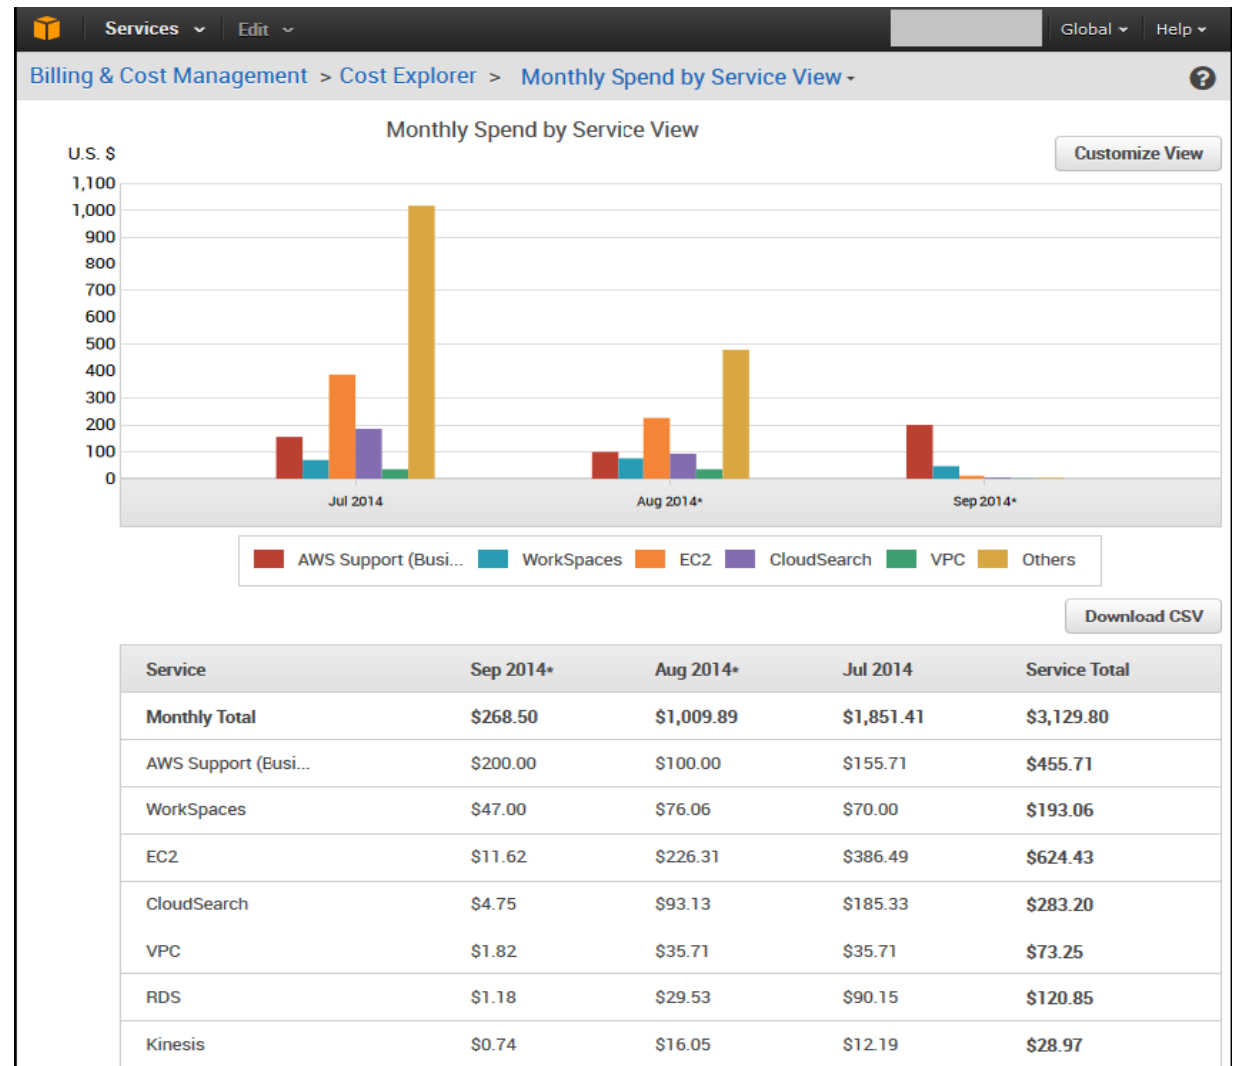 Services Edit Global Help
Billing & Cost Management > Cost Explorer > Monthly Spend by Service View
Monthly Spend by Service View
U.S. $
Customize View
1,100
1,000
900
800
700
600
500
400
300
200
100
0
Jul 2014 Aug 2014* Sep 2014*
AWS Support (Busi... WorkSpaces EC2 CloudSearch VPC Others
Download CSV
Service Sep 2014* Aug 2014* Jul 2014 Service Total
Monthly Total $268.50 $1,009.89 $1,851.41 $3,129.80
AWS Support (Busi... $200.00 $100.00 $155.71 $455.71
WorkSpaces $47.00 $76.06 $70.00 $193.06
EC2 $11.62 $226.31 $386.49 $624.43
CloudSearch $4.75 $93.13 $185.33 $283.20
VPC $1.82 $35.71 $35.71 $73.25
RDS $1.18 $29.53 $90.15 $120.85
Kinesis $0.74 $16.05 $12.19 $28.97